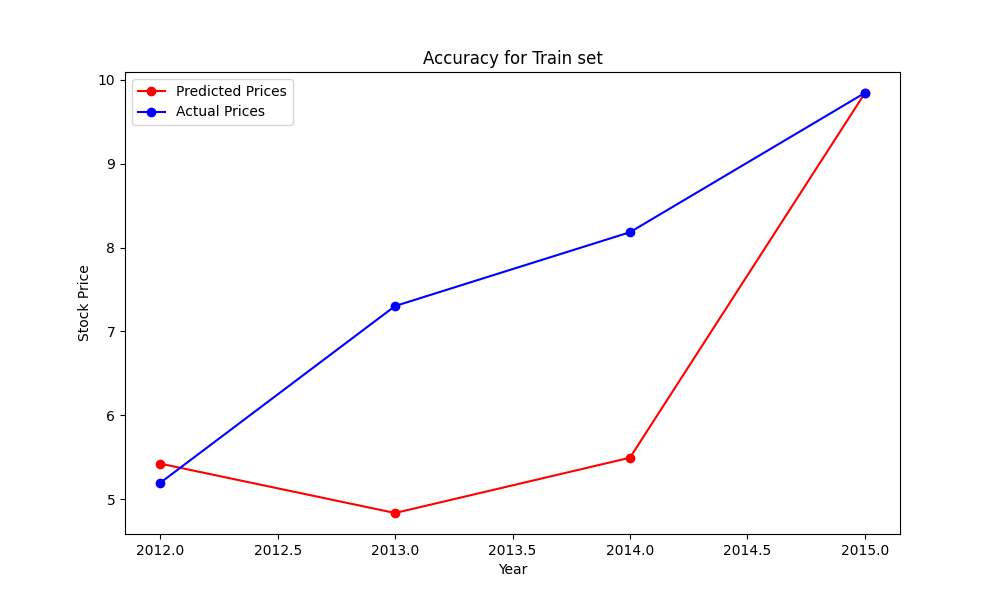 Accuracy for Train set
Predicted Prices
Actual Prices
10
9
8
7
6
5
Stock Price
2012.0 2012.5 2013.0 2013.5 2014.0 2014.5 2015.0
Year